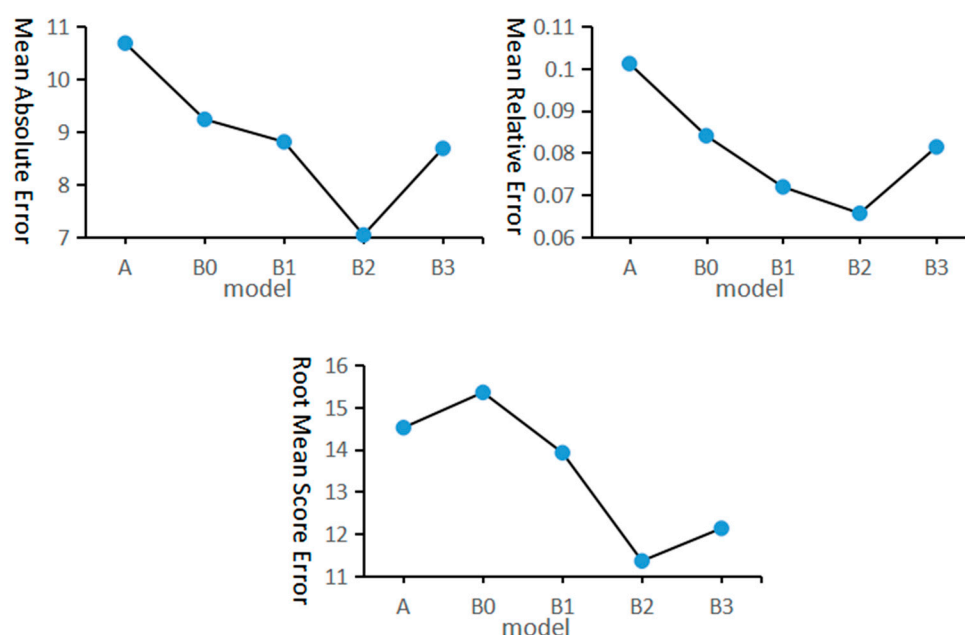 Mean Absolute Error
11
10
9
8
7
A B0 B1 B2 B3
model
Mean Relative Error
0.11
0.1
0.09
0.08
0.07
0.06
A B0 B1 B2 B3
model
Root Mean Score Error
16
15
14
13
12
11
A B0 B1 B2 B3
model